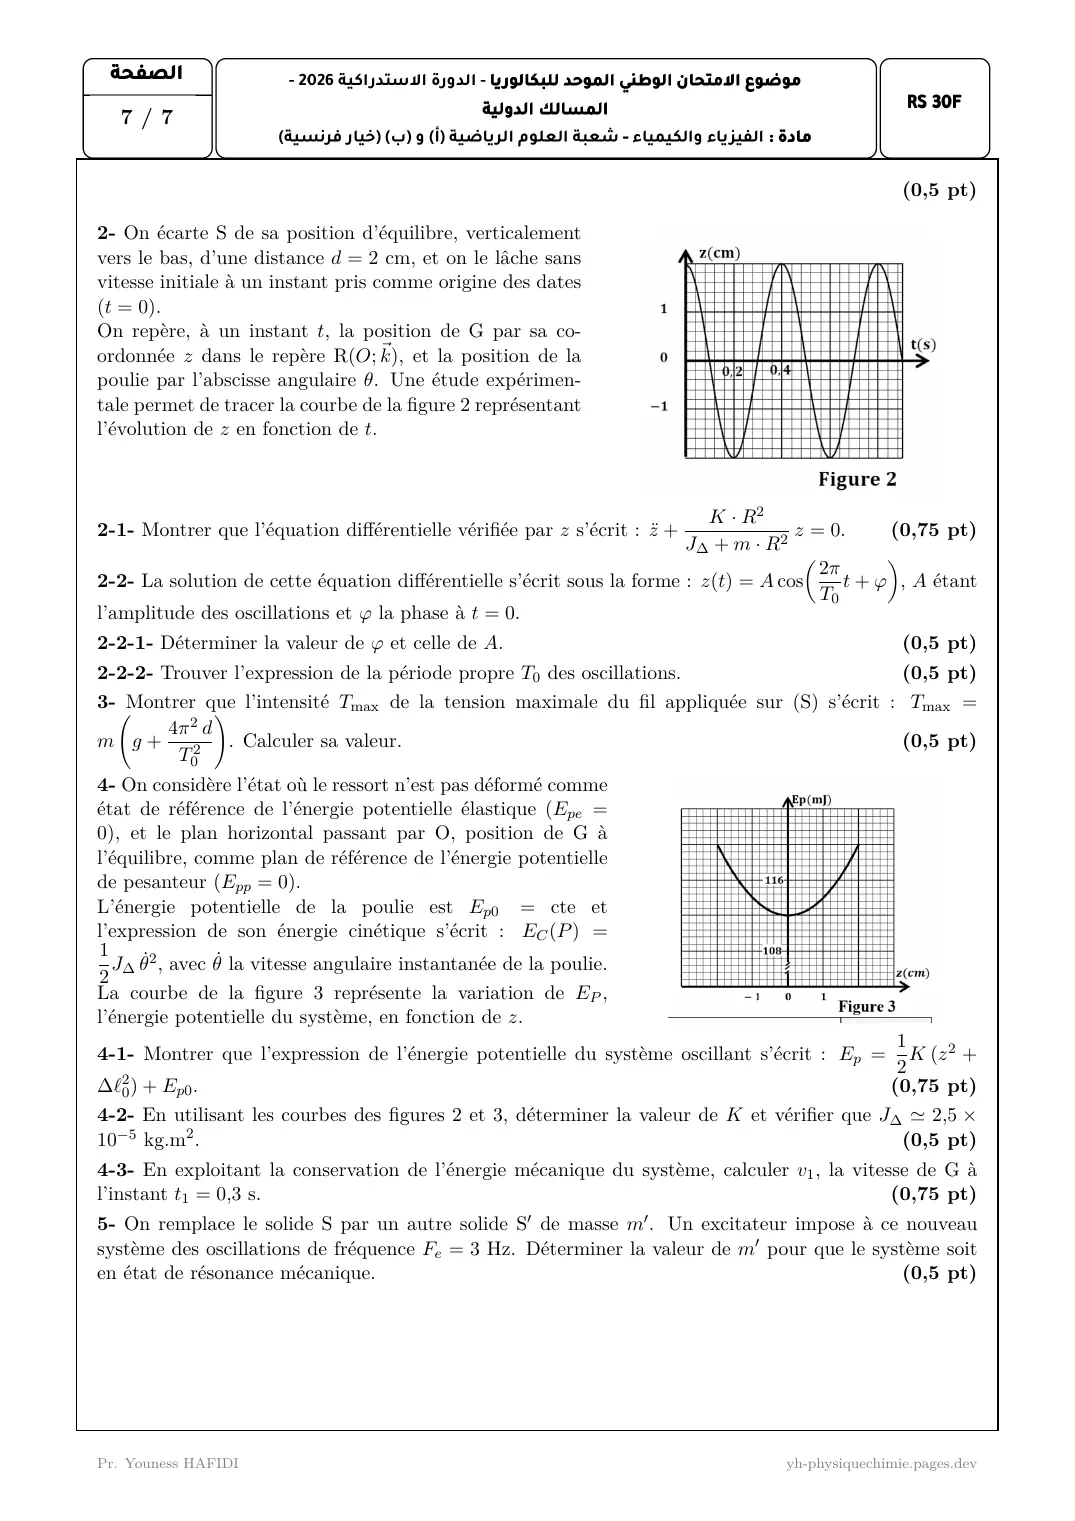 الصفحة
7 / 7
موضوع الامتحان الوطني الموحد للبكالوريا - الدورة الاستدراكية 2026 -
المسالك الدولية
مادة : الفيزياء والكيمياء - شعبة العلوم الرياضية (أ) و (ب) (خيار فرنسية)
RS 30F
(0,5 pt)
2- On écarte S de sa position d'équilibre, verticalement
vers le bas, d'une distance d = 2 cm, et on le lâche sans
vitesse initiale à un instant pris comme origine des dates
(t = 0).
On repère, à un instant t, la position de G par sa co-
ordonnée z dans le repère R(O; k⃗), et la position de la
poulie par l'abscisse angulaire θ. Une étude expérimen-
tale permet de tracer la courbe de la figure 2 représentant
l'évolution de z en fonction de t.
z(cm)
1
0
−1
0,2
0,4
t(s)
Figure 2
2-1- Montrer que l'équation différentielle vérifiée par z s'écrit : z̈ + (K · R²)/(J_Δ + m · R²) z = 0. (0,75 pt)
2-2- La solution de cette équation différentielle s'écrit sous la forme : z(t) = A cos(2π/T₀ t + φ), A étant
l'amplitude des oscillations et φ la phase à t = 0.
2-2-1- Déterminer la valeur de φ et celle de A. (0,5 pt)
2-2-2- Trouver l'expression de la période propre T₀ des oscillations. (0,5 pt)
3- Montrer que l'intensité T_max de la tension maximale du fil appliquée sur (S) s'écrit : T_max =
m(g + 4π² d/T₀²). Calculer sa valeur. (0,5 pt)
4- On considère l'état où le ressort n'est pas déformé comme
état de référence de l'énergie potentielle élastique (E_pe =
0), et le plan horizontal passant par O, position de G à
l'équilibre, comme plan de référence de l'énergie potentielle
de pesanteur (E_pp = 0).
L'énergie potentielle de la poulie est E_p0 = cte et
l'expression de son énergie cinétique s'écrit : E_C(P) =
1/2 J_Δ θ̇², avec θ̇ la vitesse angulaire instantanée de la poulie.
La courbe de la figure 3 représente la variation de E_P,
l'énergie potentielle du système, en fonction de z.
Ep(mJ)
116
108
z(cm)
−1
0
1
Figure 3
4-1- Montrer que l'expression de l'énergie potentielle du système oscillant s'écrit : E_p = 1/2 K (z² +
Δℓ₀²) + E_p0. (0,75 pt)
4-2- En utilisant les courbes des figures 2 et 3, déterminer la valeur de K et vérifier que J_Δ ≃ 2,5 ×
10⁻⁵ kg.m². (0,5 pt)
4-3- En exploitant la conservation de l'énergie mécanique du système, calculer v₁, la vitesse de G à
l'instant t₁ = 0,3 s. (0,75 pt)
5- On remplace le solide S par un autre solide S′ de masse m′. Un excitateur impose à ce nouveau
système des oscillations de fréquence F_e = 3 Hz. Déterminer la valeur de m′ pour que le système soit
en état de résonance mécanique. (0,5 pt)
Pr. Youness HAFIDI
yh-physiquechimie.pages.dev